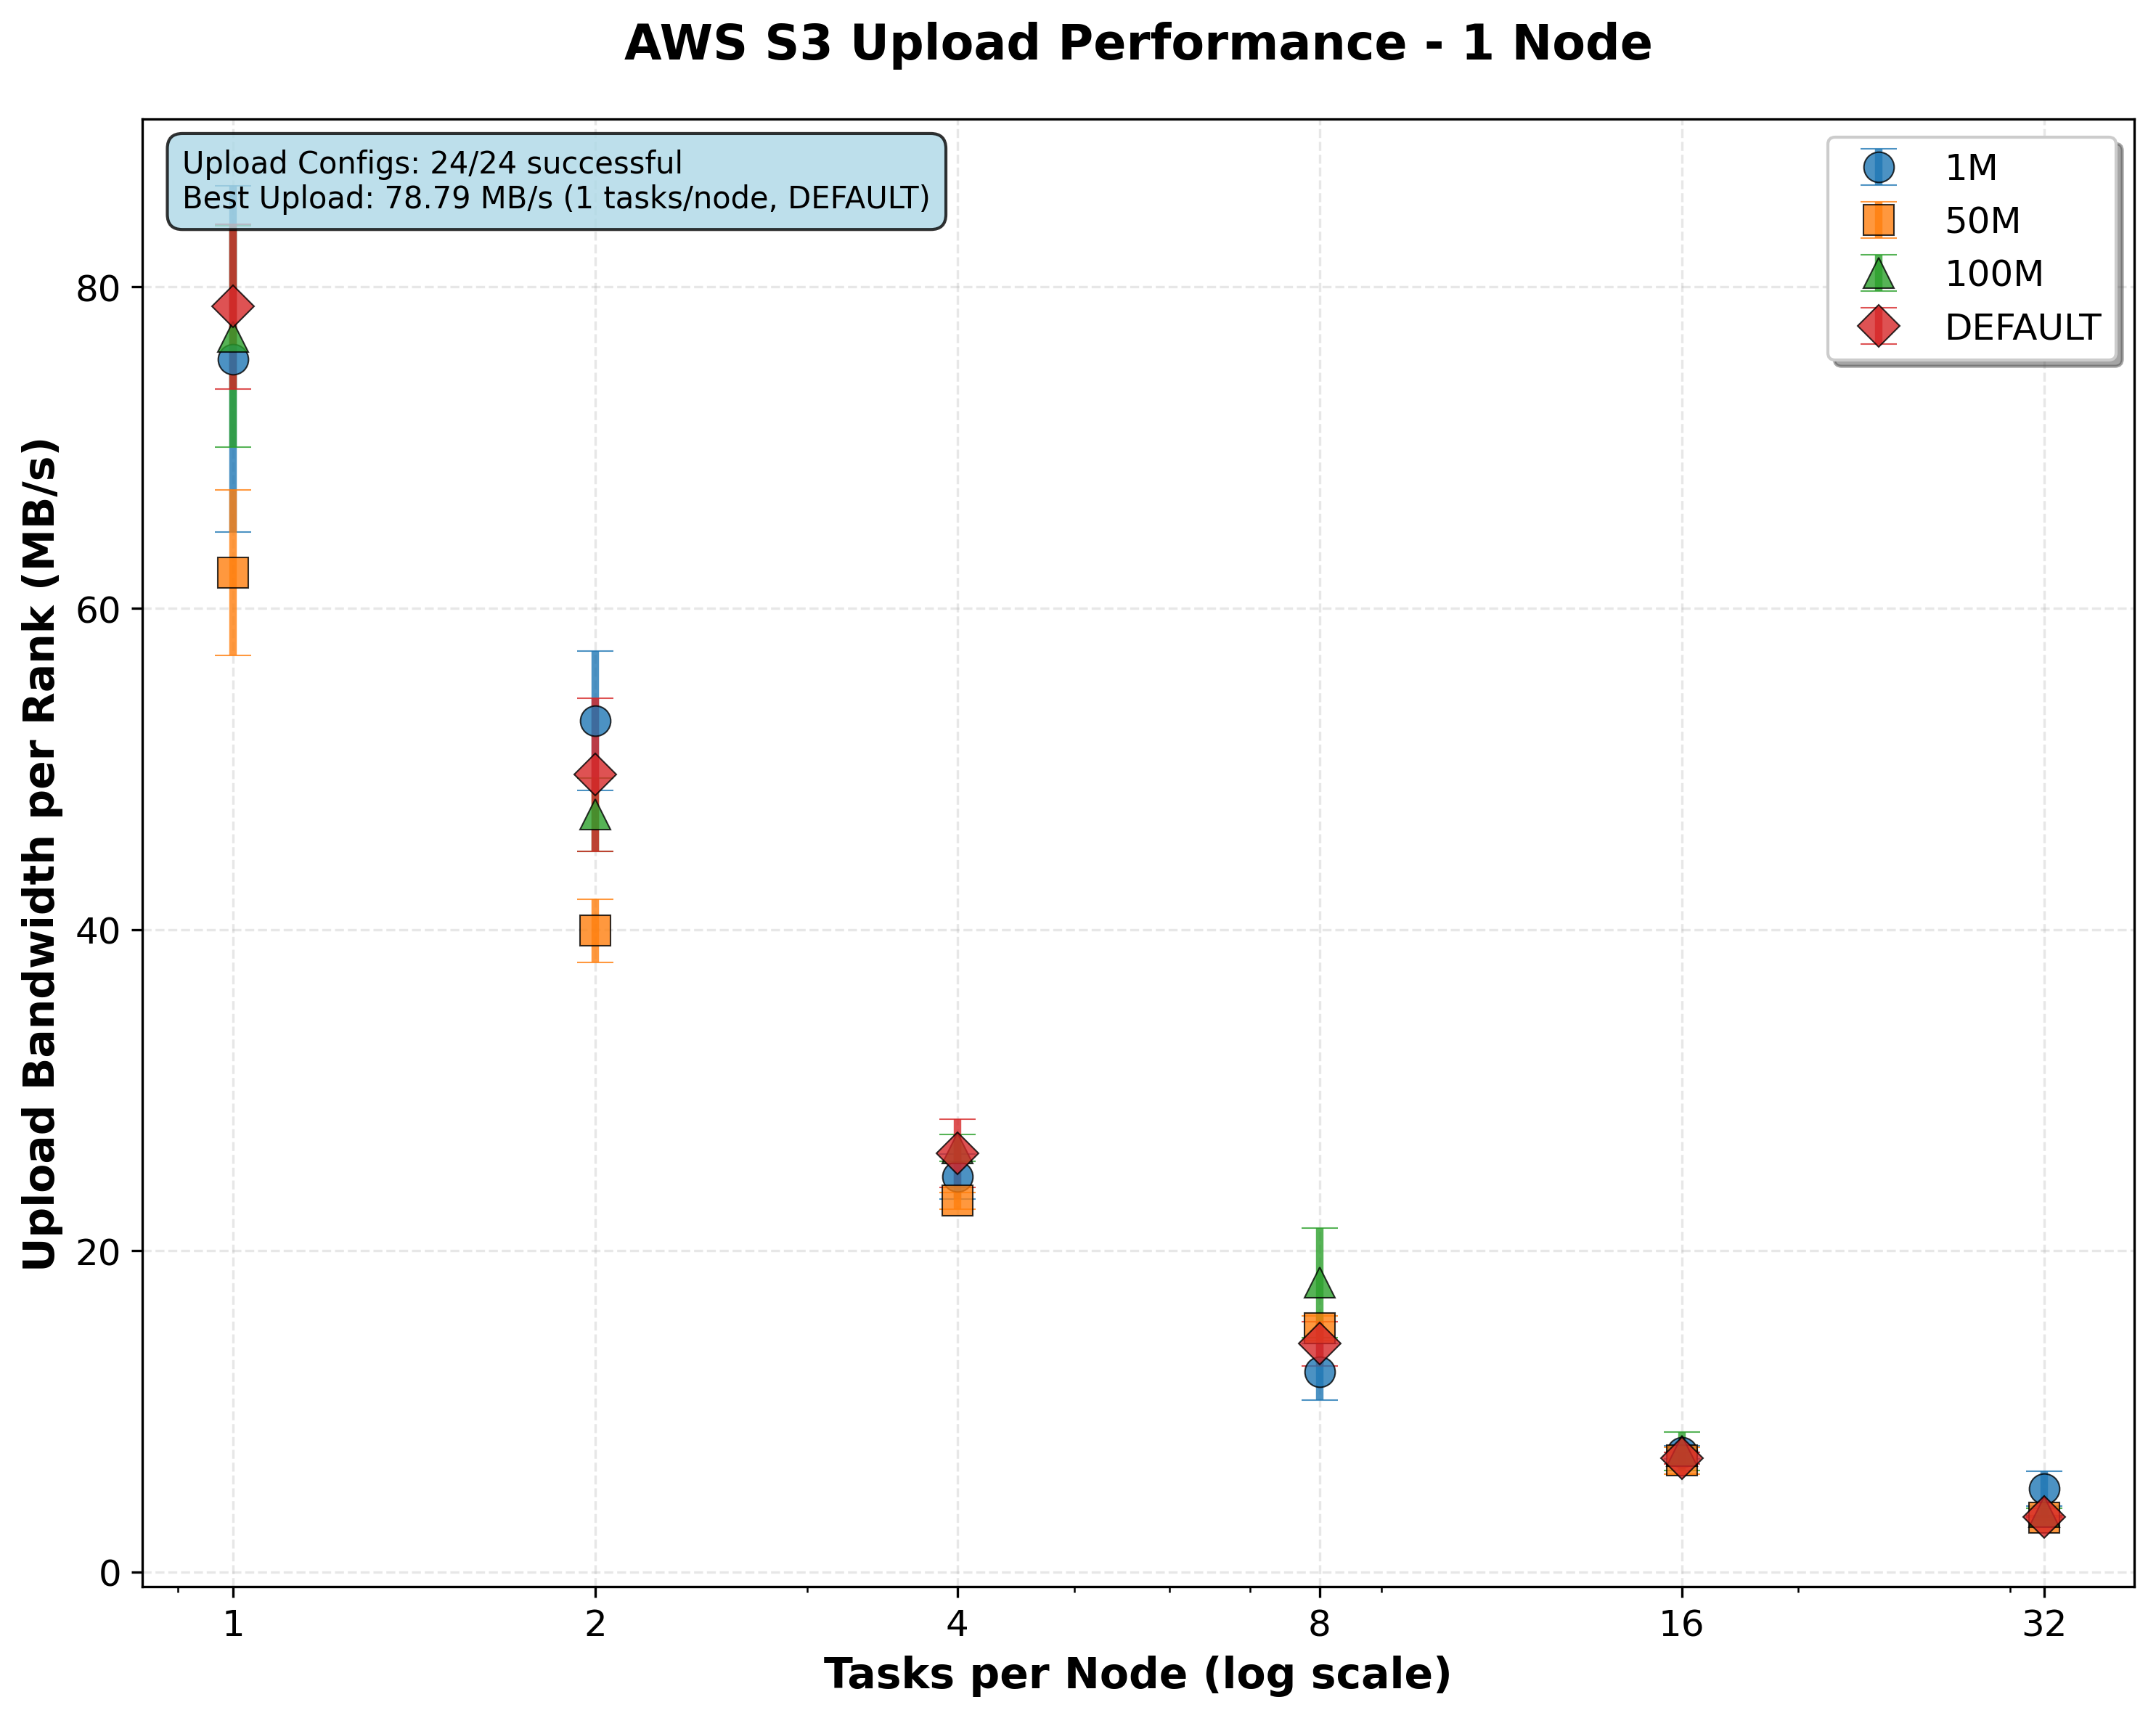 AWS S3 Upload Performance - 1 Node
Upload Configs: 24/24 successful
Best Upload: 78.79 MB/s (1 tasks/node, DEFAULT)
1M
50M
100M
DEFAULT
Upload Bandwidth per Rank (MB/s)
80
60
40
20
0
1 2 4 8 16 32
Tasks per Node (log scale)